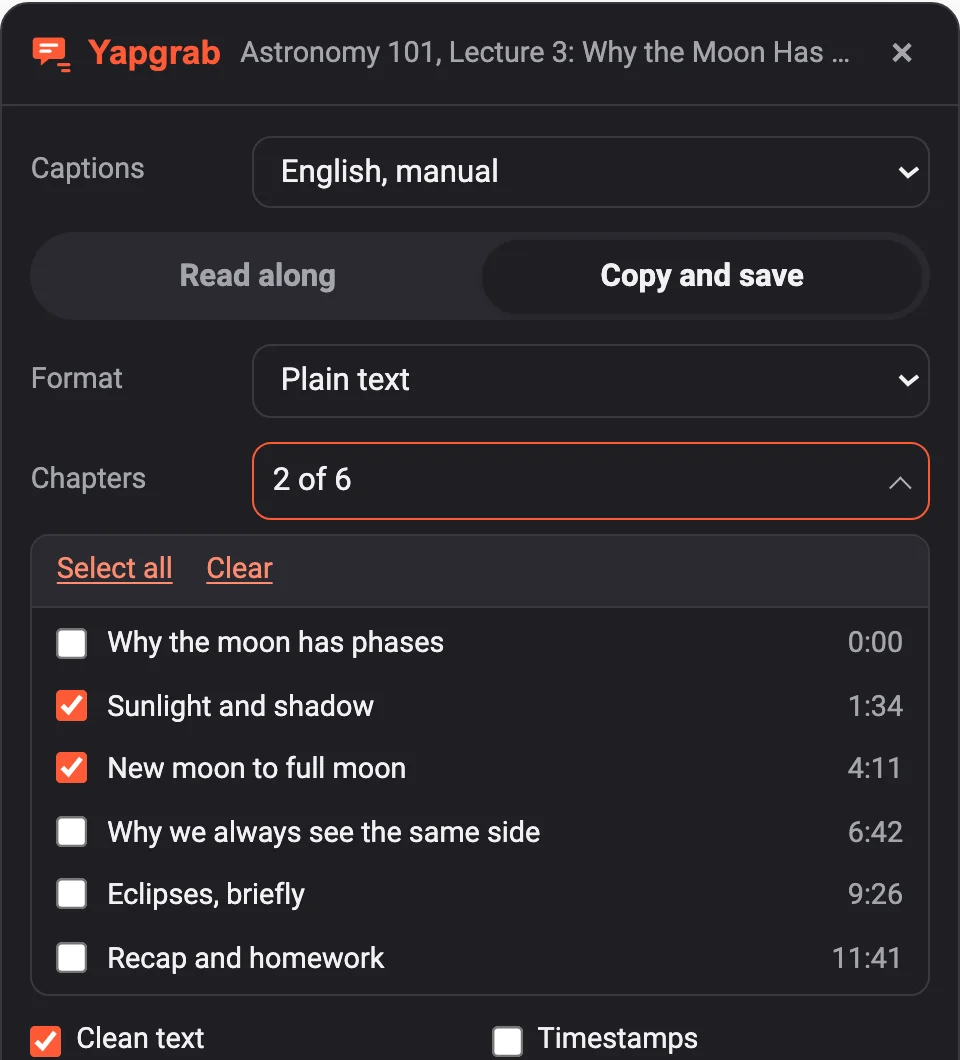 Yapgrab Astronomy 101, Lecture 3: Why the Moon Has ...
Captions English, manual
Read along Copy and save
Format Plain text
Chapters 2 of 6
Select all Clear
Why the moon has phases 0:00
Sunlight and shadow 1:34
New moon to full moon 4:11
Why we always see the same side 6:42
Eclipses, briefly 9:26
Recap and homework 11:41
Clean text Timestamps